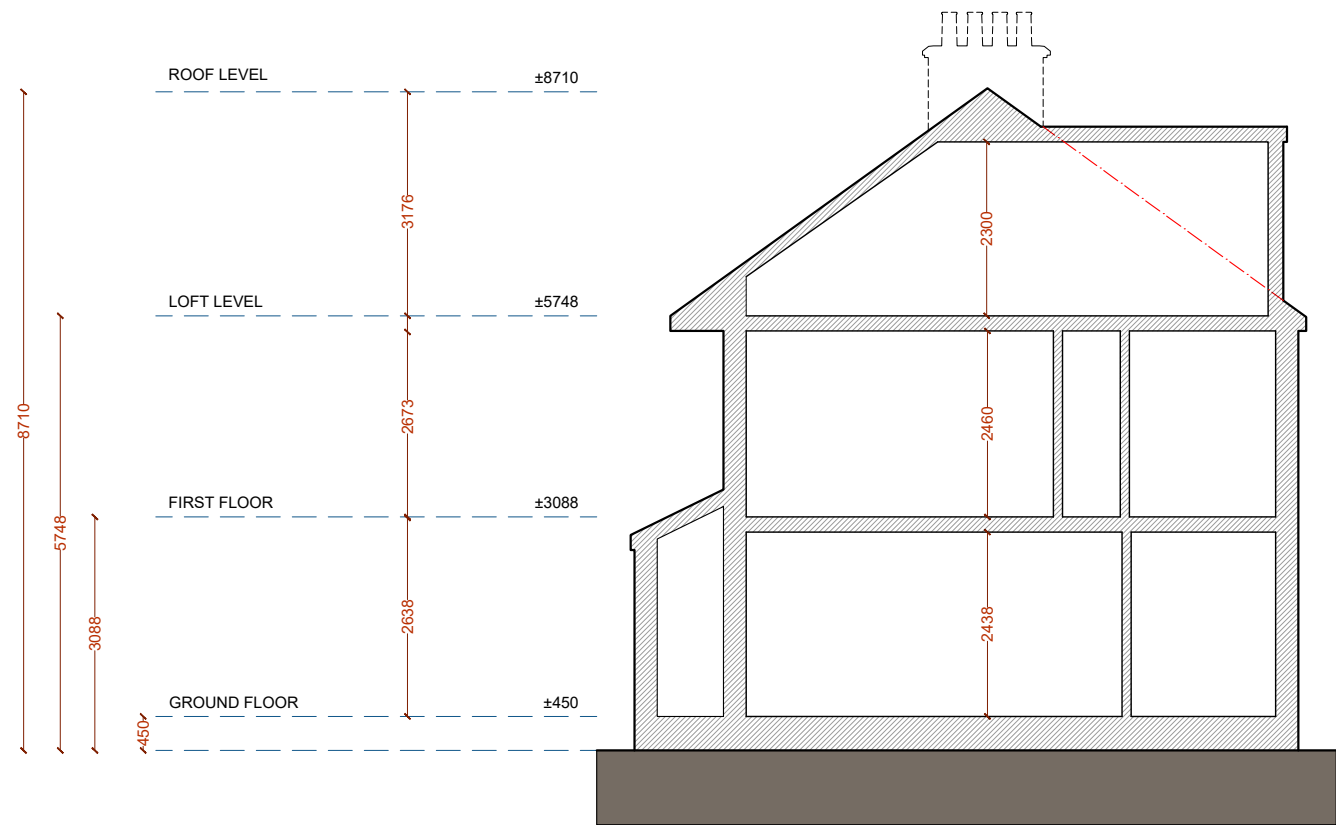 ROOF LEVEL ±8710
3176
2300
LOFT LEVEL ±5748
8710
2673
2460
FIRST FLOOR ±3088
5748
3088
2638
2438
GROUND FLOOR ±450
450